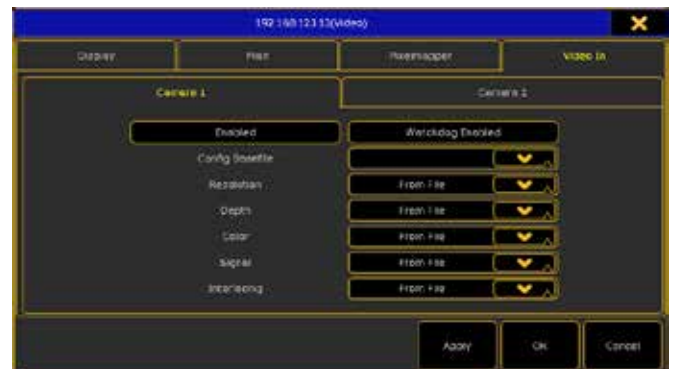 192.168.123.13(Video)
Display Pixelmapper Video In
Camera 1 Camera 2
Enabled Watchdog Enabled
Config Basefile
Resolution From File
Depth From File
Color From File
Signal From File
Interlacing From File
Apply OK Cancel